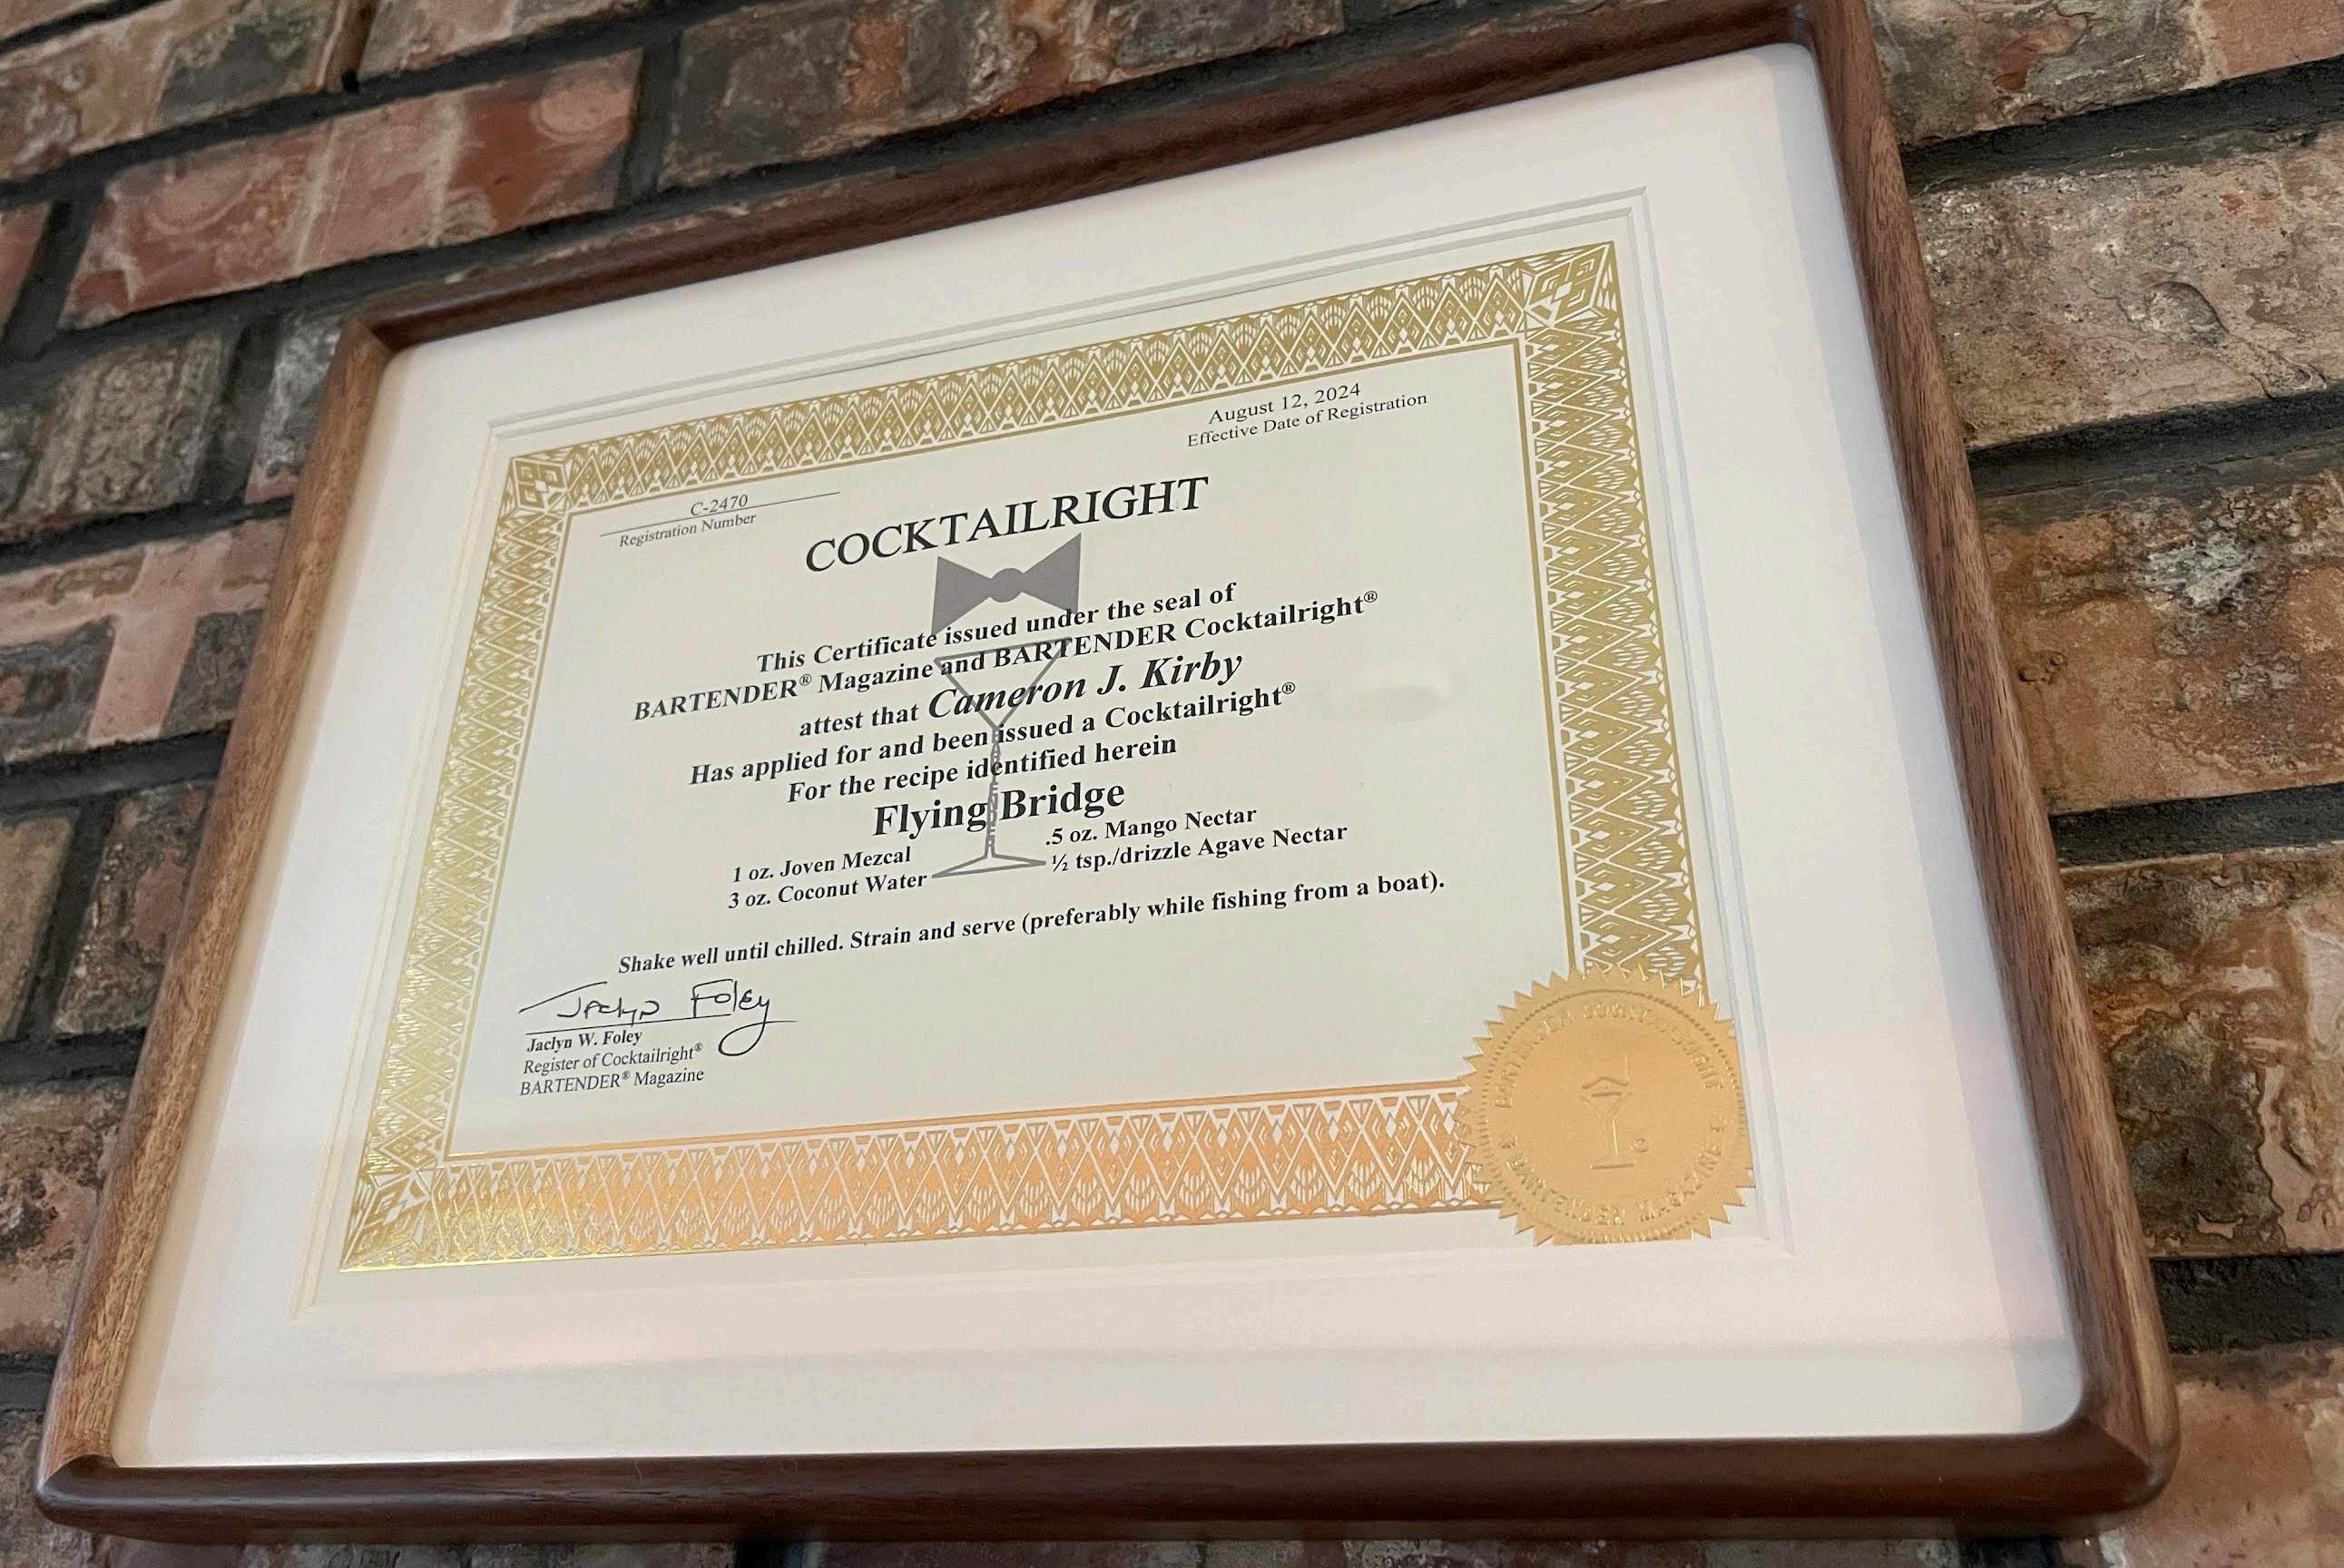 August 12, 2024
Effective Date of Registration
C-2470
Registration Number
COCKTAILRIGHT
This Certificate issued under the seal of
BARTENDER® Magazine and BARTENDER Cocktailright®
attest that Cameron J. Kirby
Has applied for and been issued a Cocktailright®
For the recipe identified herein
Flying Bridge
1 oz. Joven Mezcal
3 oz. Coconut Water
.5 oz. Mango Nectar
½ tsp./drizzle Agave Nectar
Shake well until chilled. Strain and serve (preferably while fishing from a boat).
Jaclyn Foley
Jaclyn W. Foley
Register of Cocktailright®
BARTENDER® Magazine
BARTENDER COCKTAILRIGHT
BARTENDER MAGAZINE